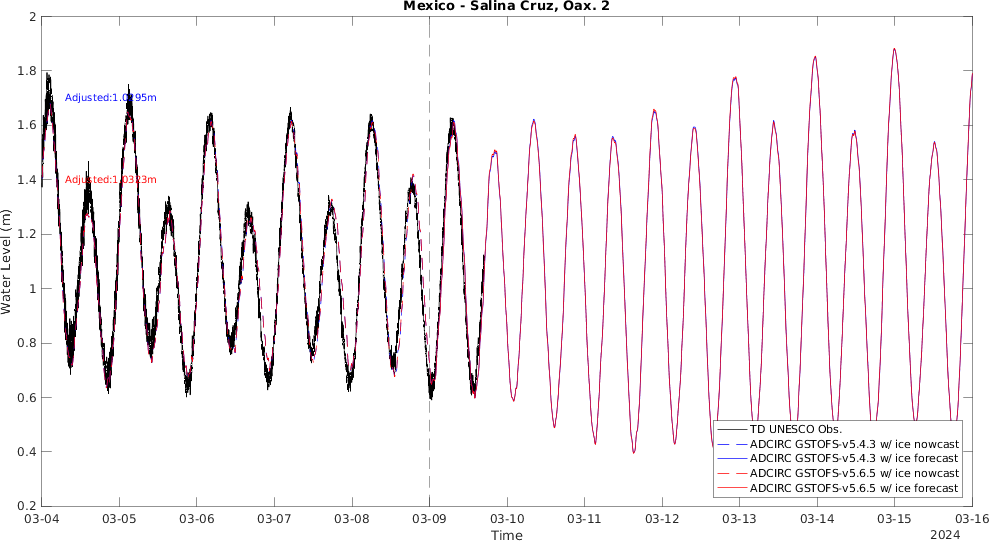 Mexico - Salina Cruz, Oax. 2
2
1.8
1.6
1.4
1.2
1
0.8
0.6
0.4
0.2
Water Level (m)
Adjusted:1.0295m
Adjusted:1.0323m
TD UNESCO Obs.
ADCIRC GSTOFS-v5.4.3 w/ ice nowcast
ADCIRC GSTOFS-v5.4.3 w/ ice forecast
ADCIRC GSTOFS-v5.6.5 w/ ice nowcast
ADCIRC GSTOFS-v5.6.5 w/ ice forecast
03-04 03-05 03-06 03-07 03-08 03-09 03-10 03-11 03-12 03-13 03-14 03-15 03-16
Time
2024